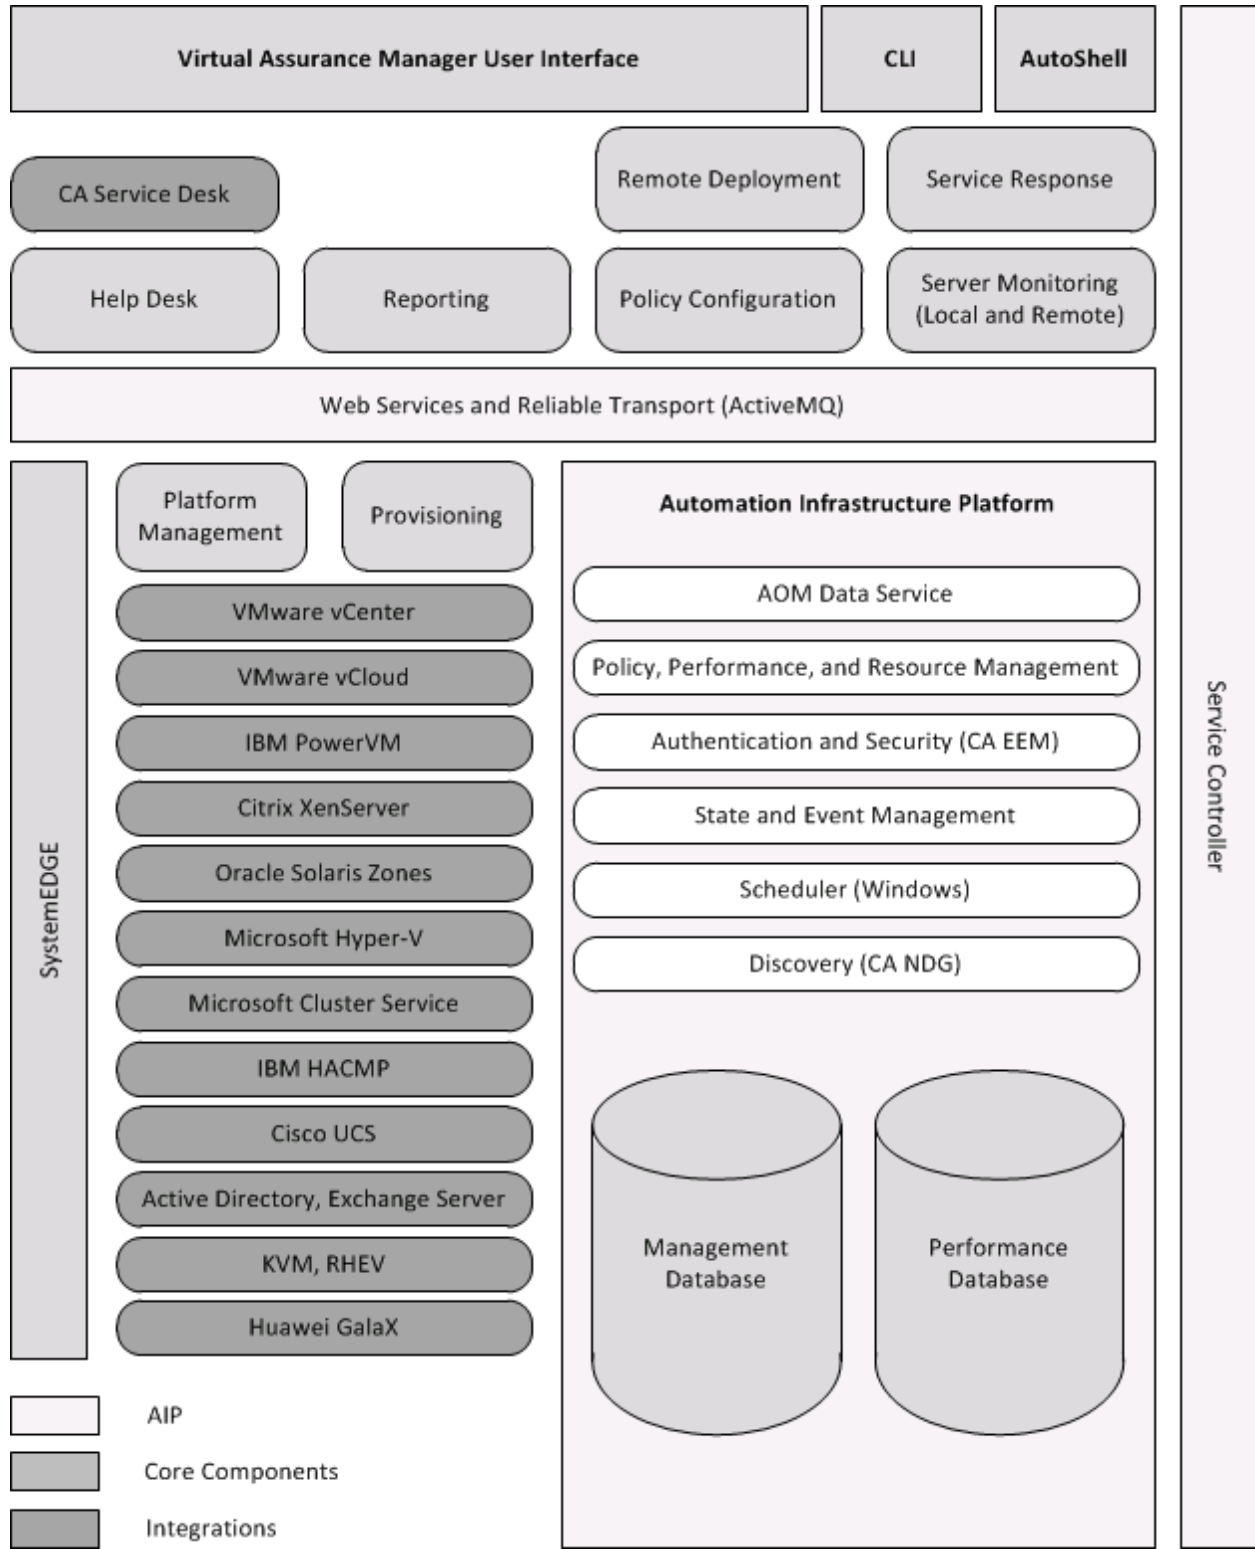 Virtual Assurance Manager User Interface
CLI
AutoShell
CA Service Desk
Remote Deployment
Service Response
Help Desk
Reporting
Policy Configuration
Server Monitoring
(Local and Remote)
Web Services and Reliable Transport (ActiveMQ)
SystemEDGE
Platform
Management
Provisioning
VMware vCenter
VMware vCloud
IBM PowerVM
Citrix XenServer
Oracle Solaris Zones
Microsoft Hyper-V
Microsoft Cluster Service
IBM HACMP
Cisco UCS
Active Directory, Exchange Server
KVM, RHEV
Huawei GalaX
Automation Infrastructure Platform
AOM Data Service
Policy, Performance, and Resource Management
Authentication and Security (CA EEM)
State and Event Management
Scheduler (Windows)
Discovery (CA NDG)
Management
Database
Performance
Database
Service Controller
AIP
Core Components
Integrations